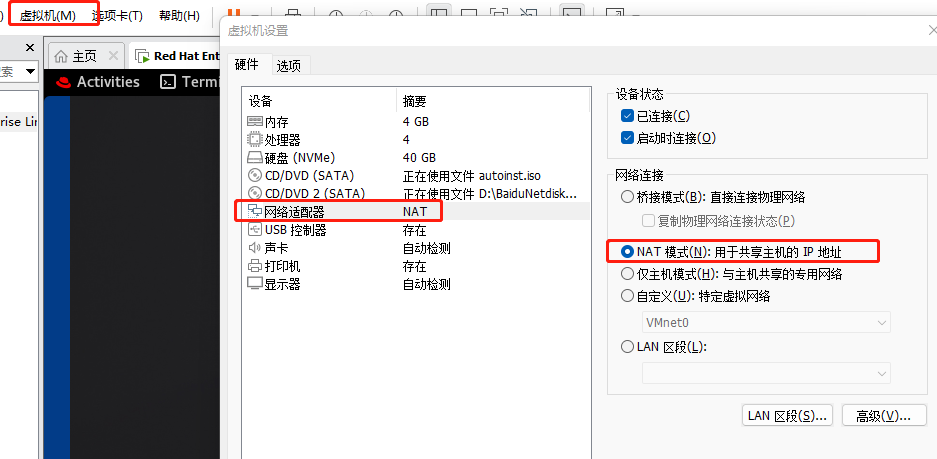 虚拟机(M) 选项卡(T) 帮助(H)
虚拟机设置
主页
Red Hat Ent
Activities
Termi
rise Lin
索
硬件 选项
设备 摘要
内存 4 GB
处理器 4
硬盘 (NVMe) 40 GB
CD/DVD (SATA) 正在使用文件 autoinst.iso
CD/DVD 2 (SATA) 正在使用文件 D:\BaiduNetdisk...
网络适配器 NAT
USB 控制器 存在
声卡 自动检测
打印机 存在
显示器 自动检测
设备状态
已连接(C)
启动时连接(O)
网络连接
桥接模式(B): 直接连接物理网络
复制物理网络连接状态(P)
NAT 模式(N): 用于共享主机的 IP 地址
仅主机模式(H): 与主机共享的专用网络
自定义(U): 特定虚拟网络
VMnet0
LAN 区段(L):
LAN 区段(S)... 高级(V)...